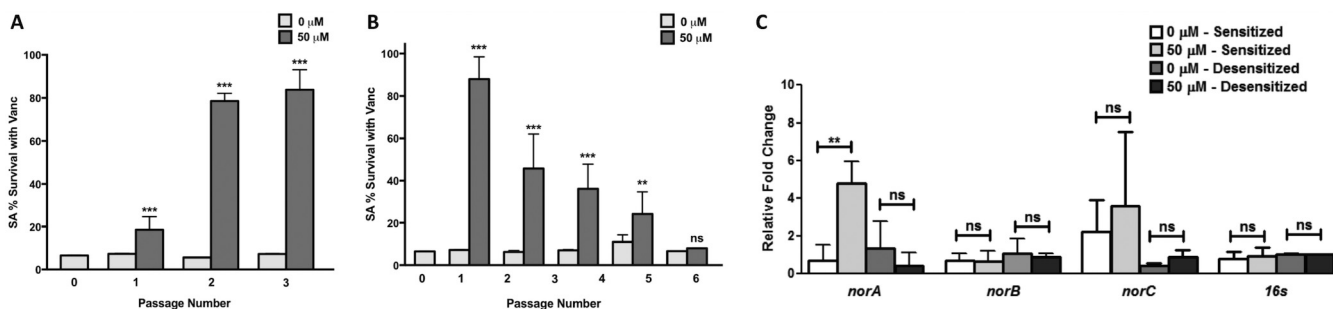 A
0 µM
50 µM
SA % Survival with Vanc
100
80
60
40
20
0
***
***
***
0 1 2 3
Passage Number
B
0 µM
50 µM
SA % Survival with Vanc
100
80
60
40
20
0
***
***
***
**
ns
0 1 2 3 4 5 6
Passage Number
C
0 µM - Sensitized
50 µM - Sensitized
0 µM - Desensitized
50 µM - Desensitized
Relative Fold Change
10
8
6
4
2
0
**
ns
ns
ns
ns
ns
ns
ns
norA norB norC 16s